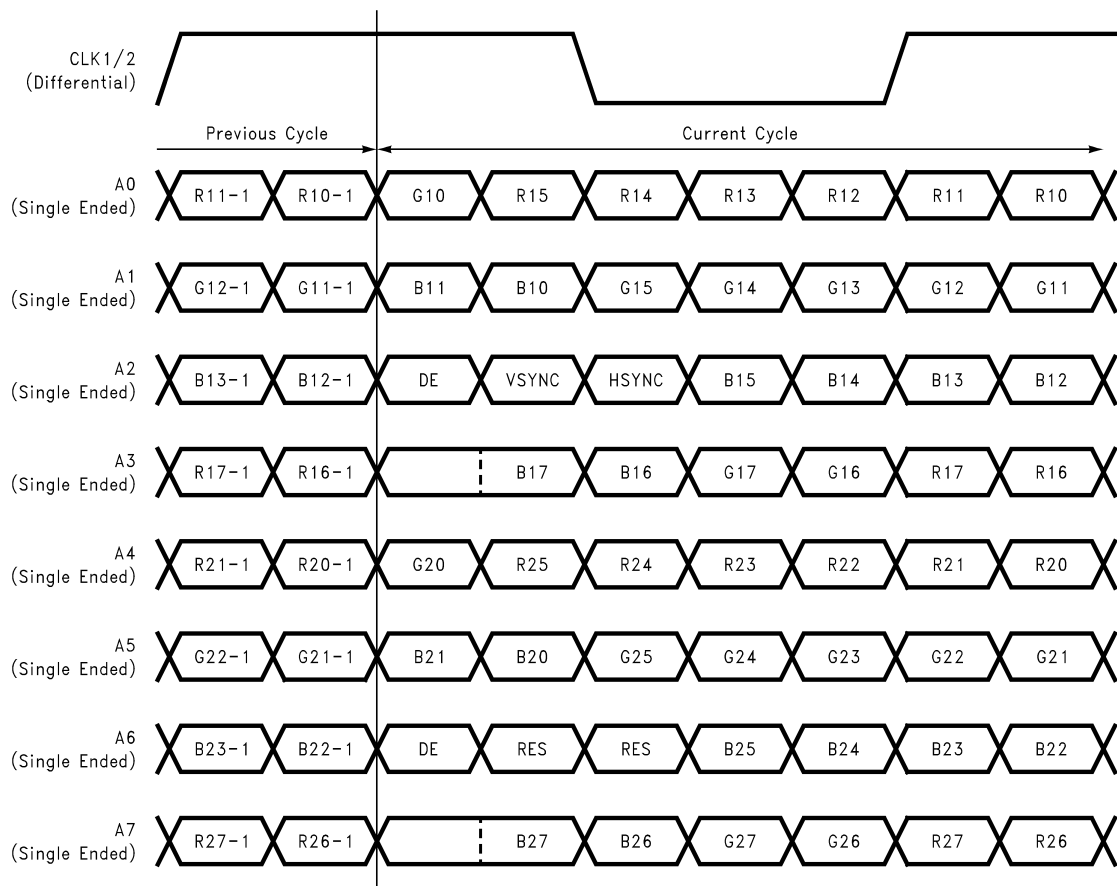 CLK1/2
(Differential)
Previous Cycle Current Cycle
A0
(Single Ended)
R11-1 R10-1 G10 R15 R14 R13 R12 R11 R10
A1
(Single Ended)
G12-1 G11-1 B11 B10 G15 G14 G13 G12 G11
A2
(Single Ended)
B13-1 B12-1 DE VSYNC HSYNC B15 B14 B13 B12
A3
(Single Ended)
R17-1 R16-1 B17 B16 G17 G16 R17 R16
A4
(Single Ended)
R21-1 R20-1 G20 R25 R24 R23 R22 R21 R20
A5
(Single Ended)
G22-1 G21-1 B21 B20 G25 G24 G23 G22 G21
A6
(Single Ended)
B23-1 B22-1 DE RES RES B25 B24 B23 B22
A7
(Single Ended)
R27-1 R26-1 B27 B26 G27 G26 R27 R26